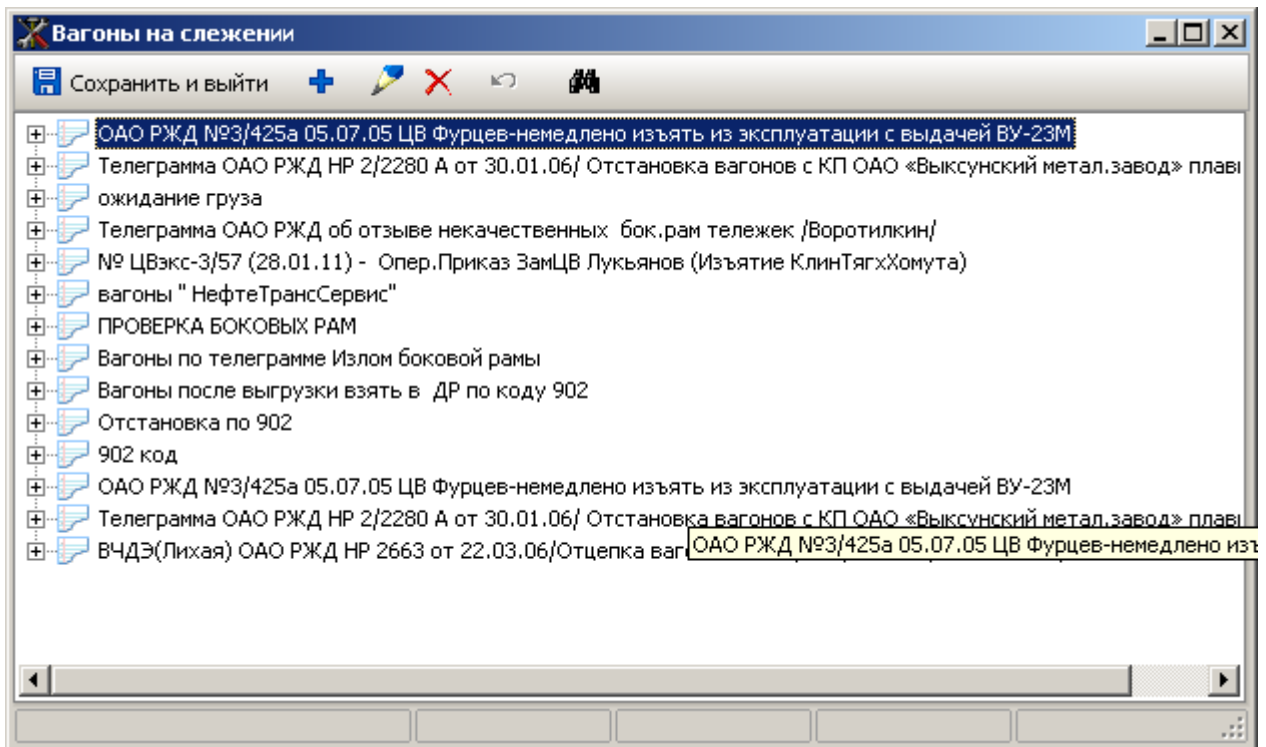 Вагоны на слежении
Сохранить и выйти
ОАО РЖД №3/425а 05.07.05 ЦВ Фурцев-немедлено изъять из эксплуатации с выдачей ВУ-23М
Телеграмма ОАО РЖД НР 2/2280 А от 30.01.06/ Отстановка вагонов с КП ОАО «Выксунский метал.завод» плавн
ожидание груза
Телеграмма ОАО РЖД об отзыве некачественных бок.рам тележек /Воротилкин/
№ ЦВэкс-3/57 (28.01.11) - Опер.Приказ ЗамЦВ Лукьянов (Изъятие КлинТягхХомута)
вагоны " НефтеТрансСервис"
ПРОВЕРКА БОКОВЫХ РАМ
Вагоны по телеграмме Излом боковой рамы
Вагоны после выгрузки взять в ДР по коду 902
Отстановка по 902
902 код
ОАО РЖД №3/425а 05.07.05 ЦВ Фурцев-немедлено изъять из эксплуатации с выдачей ВУ-23М
Телеграмма ОАО РЖД НР 2/2280 А от 30.01.06/ Отстановка вагонов с КП ОАО «Выксунский метал.завод»
ВЧДЭ(Лихая) ОАО РЖД НР 2663 от 22.03.06/Отцепка ваг
ОАО РЖД №3/425а 05.07.05 ЦВ Фурцев-немедлено изъ